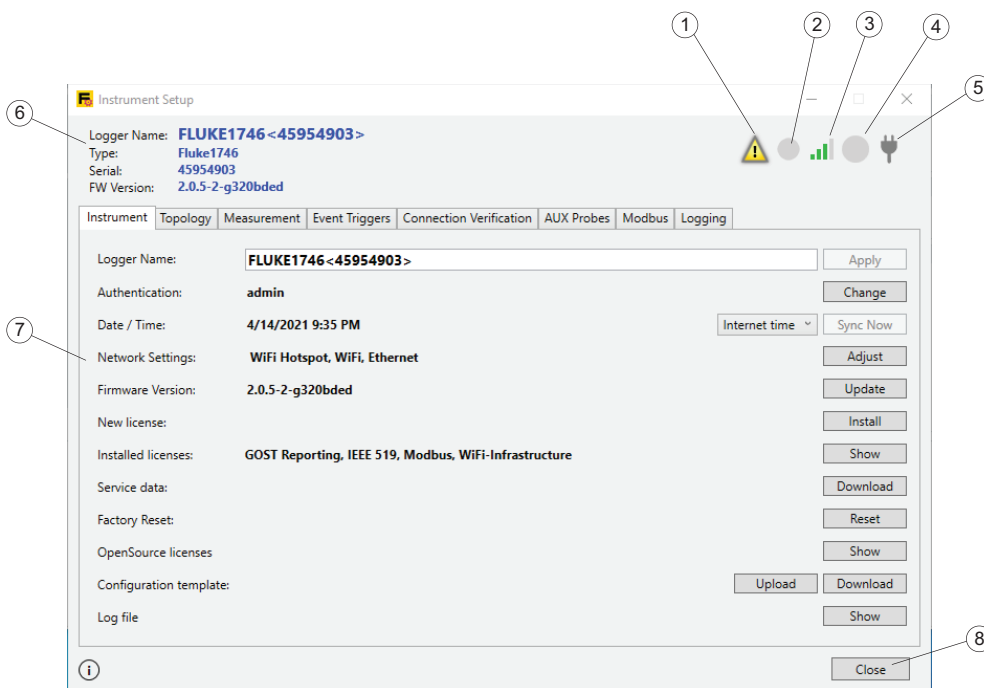 1 2 3 4
5
6
Instrument Setup
Logger Name: FLUKE1746<45954903>
Type: Fluke1746
Serial: 45954903
FW Version: 2.0.5-2-g320bded
Instrument Topology Measurement Event Triggers Connection Verification AUX Probes Modbus Logging
Logger Name: FLUKE1746<45954903> Apply
Authentication: admin Change
7
Date / Time: 4/14/2021 9:35 PM Internet time Sync Now
Network Settings: WiFi Hotspot, WiFi, Ethernet Adjust
Firmware Version: 2.0.5-2-g320bded Update
New license: Install
Installed licenses: GOST Reporting, IEEE 519, Modbus, WiFi-Infrastructure Show
Service data: Download
Factory Reset: Reset
OpenSource licenses Show
Configuration template: Upload Download
Log file Show
8
i Close